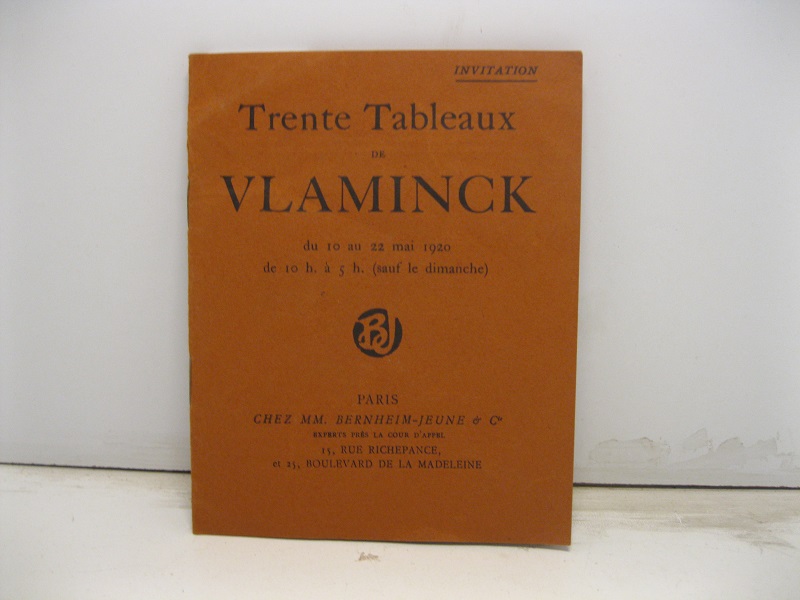 INVITATION
Trente Tableaux
DE
VLAMINCK
du 10 au 22 mai 1920
de 10 h. à 5 h. (sauf le dimanche)
BJ
PARIS
CHEZ MM. BERNHEIM-JEUNE & Cie
EXPERTS PRÈS LA COUR D'APPEL
15, RUE RICHEPANCE,
et 25, BOULEVARD DE LA MADELEINE